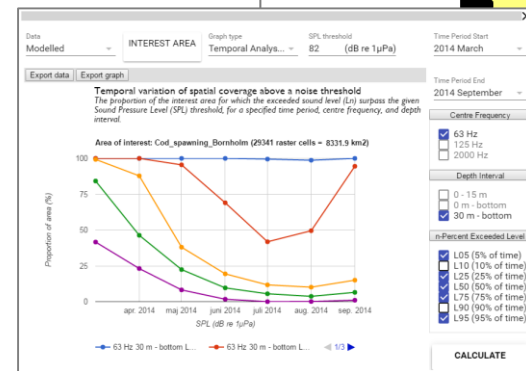 Data
Modelled
INTEREST AREA
Graph type
Temporal Analys...
SPL threshold
82 (dB re 1µPa)
Time Period Start
2014 March
Export data Export graph
Time Period End
2014 September
Temporal variation of spatial coverage above a noise threshold
The proportion of the interest area for which the exceeded sound level (Ln) surpass the given
Sound Pressure Level (SPL) threshold, for a specified time period, centre frequency, and depth
interval.
Area of interest: Cod_spawning_Bornholm (29341 raster cells = 8331.9 km2)
Proportion of area (%)
100
75
50
25
0
apr. 2014 maj 2014 juni 2014 juli 2014 aug. 2014 sep. 2014
SPL (dB re 1µPa)
63 Hz 30 m - bottom L... 63 Hz 30 m - bottom L... 1/3
Centre Frequency
63 Hz
125 Hz
2000 Hz
Depth Interval
0 - 15 m
0 m - bottom
30 m - bottom
n-Percent Exceeded Level
L05 (5% of time)
L10 (10% of time)
L25 (25% of time)
L50 (50% of time)
L75 (75% of time)
L90 (90% of time)
L95 (95% of time)
CALCULATE